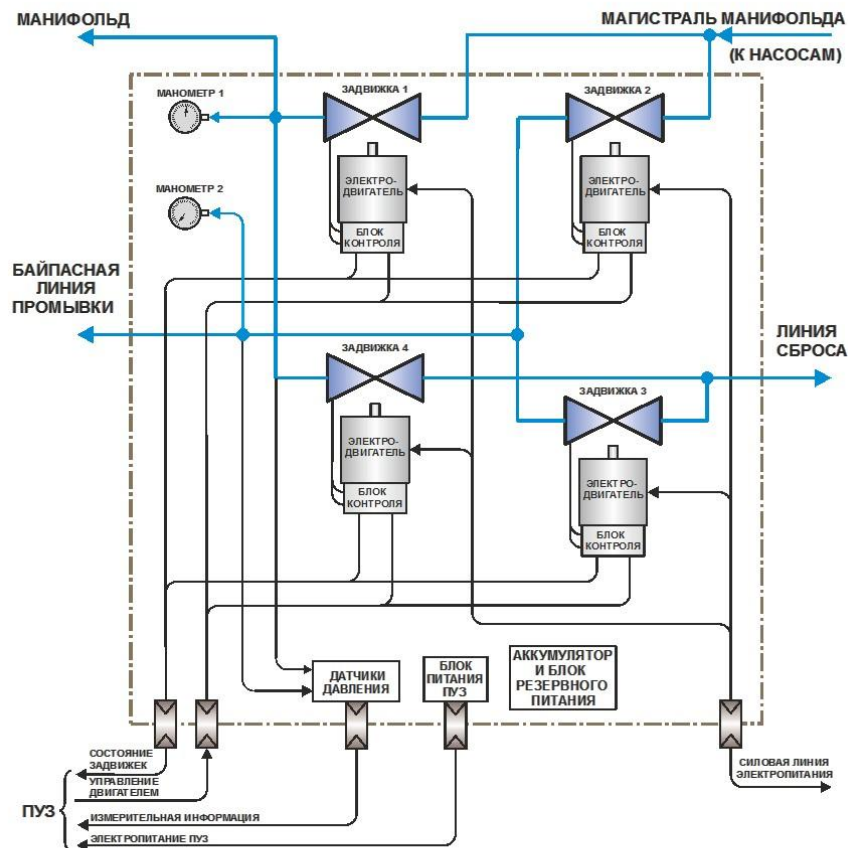 МАНИФОЛЬД
МАГИСТРАЛЬ МАНИФОЛЬДА
(К НАСОСАМ)
МАНОМЕТР 1
ЗАДВИЖКА 1
ЗАДВИЖКА 2
ЭЛЕКТРО-
ДВИГАТЕЛЬ
БЛОК
КОНТРОЛЯ
ЭЛЕКТРО-
ДВИГАТЕЛЬ
БЛОК
КОНТРОЛЯ
МАНОМЕТР 2
БАЙПАСНАЯ
ЛИНИЯ
ПРОМЫВКИ
ЛИНИЯ
СБРОСА
ЗАДВИЖКА 4
ЗАДВИЖКА 3
ЭЛЕКТРО-
ДВИГАТЕЛЬ
БЛОК
КОНТРОЛЯ
ЭЛЕКТРО-
ДВИГАТЕЛЬ
БЛОК
КОНТРОЛЯ
ДАТЧИКИ
ДАВЛЕНИЯ
БЛОК
ПИТАНИЯ
ПУЗ
АККУМУЛЯТОР
И БЛОК
РЕЗЕРВНОГО
ПИТАНИЯ
ПУЗ
СОСТОЯНИЕ
ЗАДВИЖЕК
УПРАВЛЕНИЕ
ДВИГАТЕЛЕМ
ИЗМЕРИТЕЛЬНАЯ ИНФОРМАЦИЯ
ЭЛЕКТРОПИТАНИЕ ПУЗ
СИЛОВАЯ ЛИНИЯ
ЭЛЕКТРОПИТАНИЯ